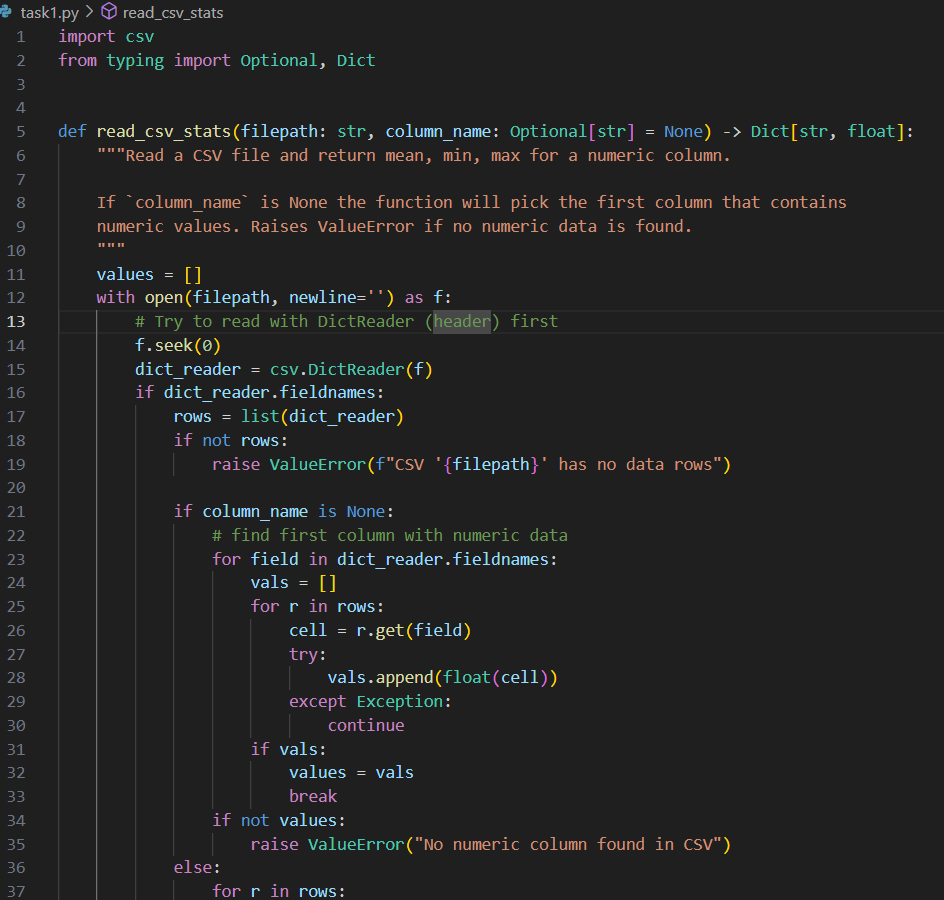 task1.py > read_csv_stats
1 import csv
2 from typing import Optional, Dict
3
4
5 def read_csv_stats(filepath: str, column_name: Optional[str] = None) -> Dict[str, float]:
6     """Read a CSV file and return mean, min, max for a numeric column.
7
8     If `column_name` is None the function will pick the first column that contains
9     numeric values. Raises ValueError if no numeric data is found.
10     """
11     values = []
12     with open(filepath, newline='') as f:
13         # Try to read with DictReader (header) first
14         f.seek(0)
15         dict_reader = csv.DictReader(f)
16         if dict_reader.fieldnames:
17             rows = list(dict_reader)
18             if not rows:
19                 raise ValueError(f"CSV '{filepath}' has no data rows")
20
21             if column_name is None:
22                 # find first column with numeric data
23                 for field in dict_reader.fieldnames:
24                     vals = []
25                     for r in rows:
26                         cell = r.get(field)
27                         try:
28                             vals.append(float(cell))
29                         except Exception:
30                             continue
31                     if vals:
32                         values = vals
33                         break
34                 if not values:
35                     raise ValueError("No numeric column found in CSV")
36             else:
37                 for r in rows: